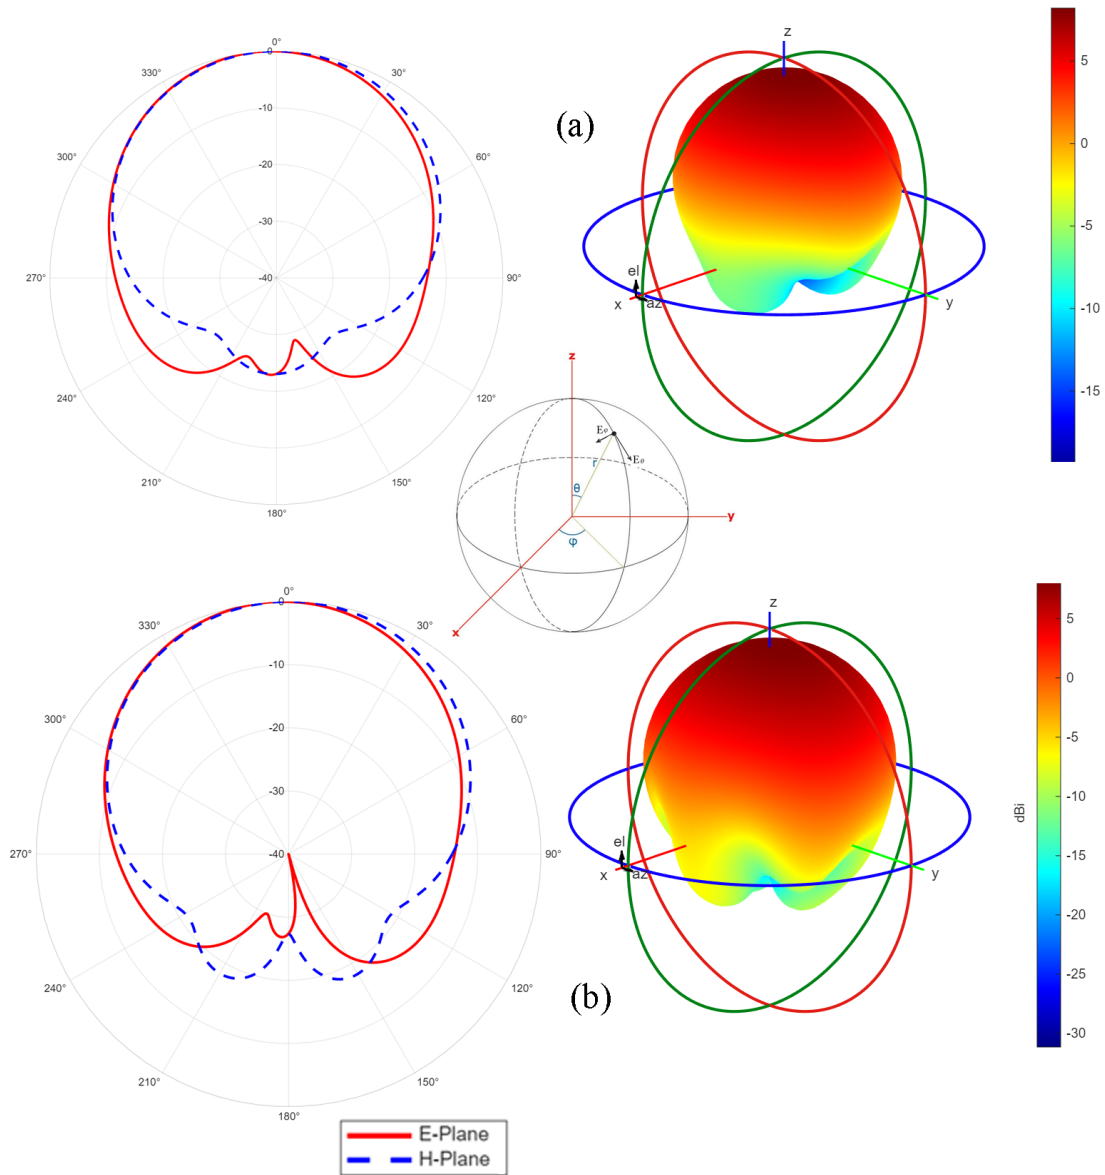 0°
0
330°
30°
-10
300°
60°
-20
-30
270°
-40
90°
240°
120°
210°
150°
180°
(a)
z
el
x
az
y
5
0
-5
-10
-15
z
Eφ
Eθ
r
θ
y
φ
x
0°
0
330°
30°
-10
300°
60°
-20
-30
270°
-40
90°
240°
120°
210°
150°
180°
(b)
z
el
x
az
y
dBi
5
0
-5
-10
-15
-20
-25
-30
E-Plane
H-Plane